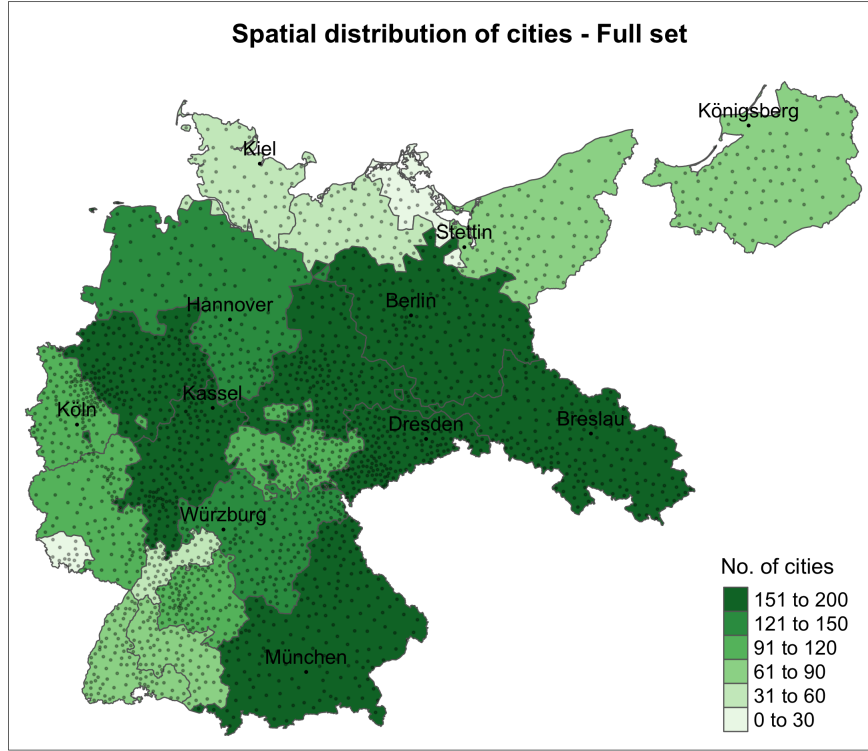 Spatial distribution of cities - Full set
Königsberg
Kiel
Stettin
Hannover
Berlin
Kassel
Köln
Dresden
Breslau
Würzburg
München
No. of cities
151 to 200
121 to 150
91 to 120
61 to 90
31 to 60
0 to 30